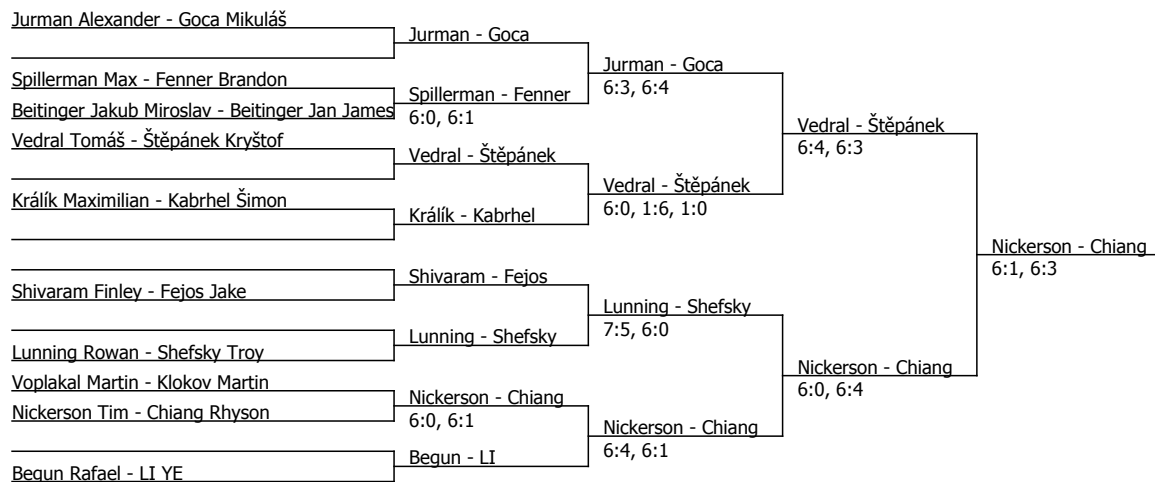 Jurman Alexander - Goca Mikuláš
Spillerman Max - Fenner Brandon
Beitinger Jakub Miroslav - Beitinger Jan James
Vedral Tomáš - Štěpánek Kryštof
Králík Maximilian - Kabrhel Šimon
Shivaram Finley - Fejos Jake
Lunning Rowan - Shefsky Troy
Voplakal Martin - Klokov Martin
Nickerson Tim - Chiang Rhyson
Begun Rafael - LI YE
Jurman - Goca
Spillerman - Fenner
6:0, 6:1
Vedral - Štěpánek
Králík - Kabrhel
Shivaram - Fejos
Lunning - Shefsky
Nickerson - Chiang
6:0, 6:1
Begun - LI
Jurman - Goca
6:3, 6:4
Vedral - Štěpánek
6:0, 1:6, 1:0
Lunning - Shefsky
7:5, 6:0
Nickerson - Chiang
6:4, 6:1
Vedral - Štěpánek
6:4, 6:3
Nickerson - Chiang
6:0, 6:4
Nickerson - Chiang
6:1, 6:3